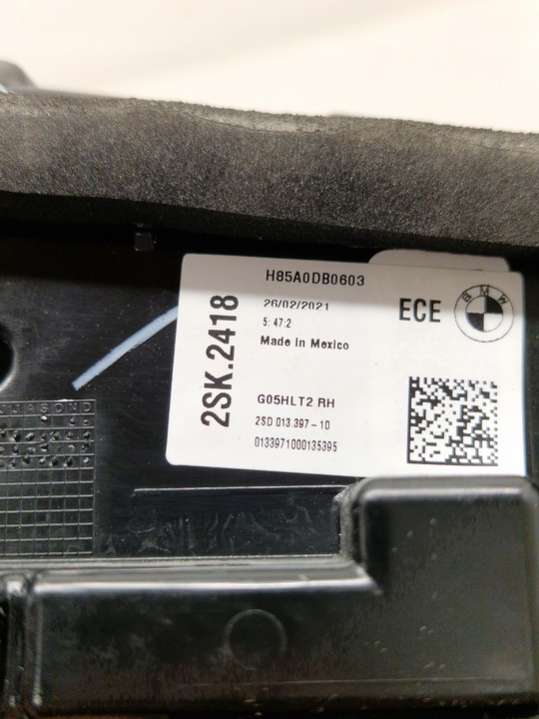 H85A0DB0603
26/02/2021
5: 47:2
Made In Mexico
ECE
BMW
2SK.2418
G05HLT2 RH
2SD 013.397-10
0133971000135395